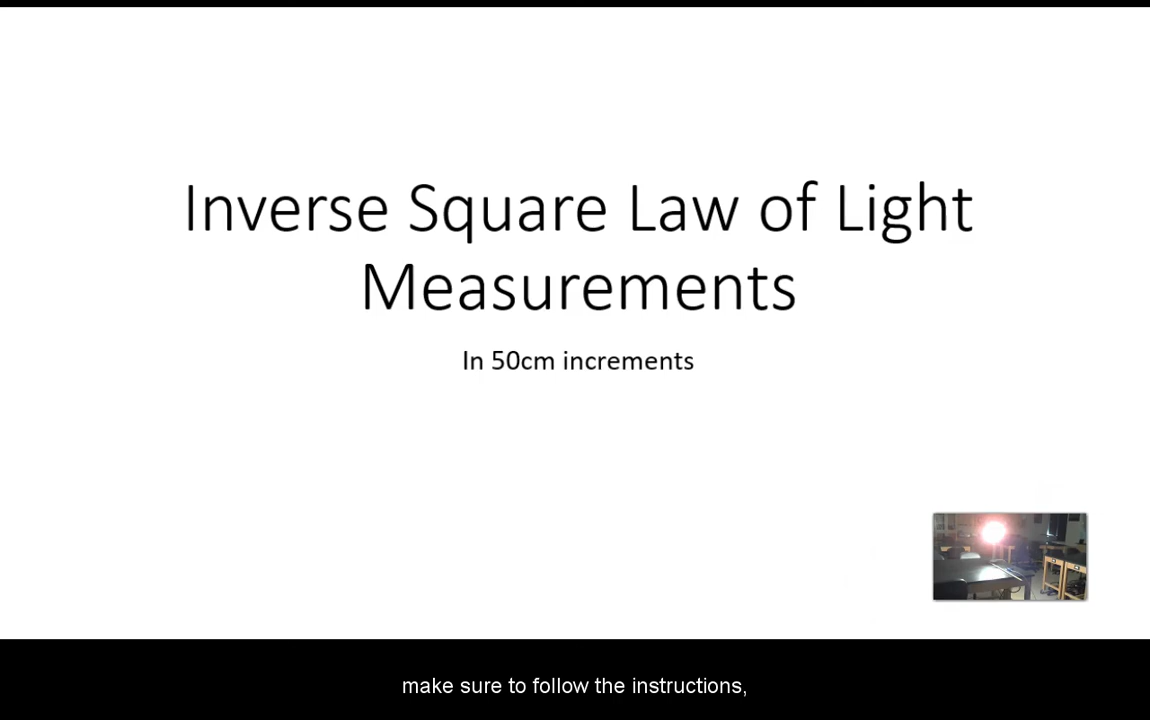 Inverse Square Law of Light
Measurements
In 50cm increments
make sure to follow the instructions,